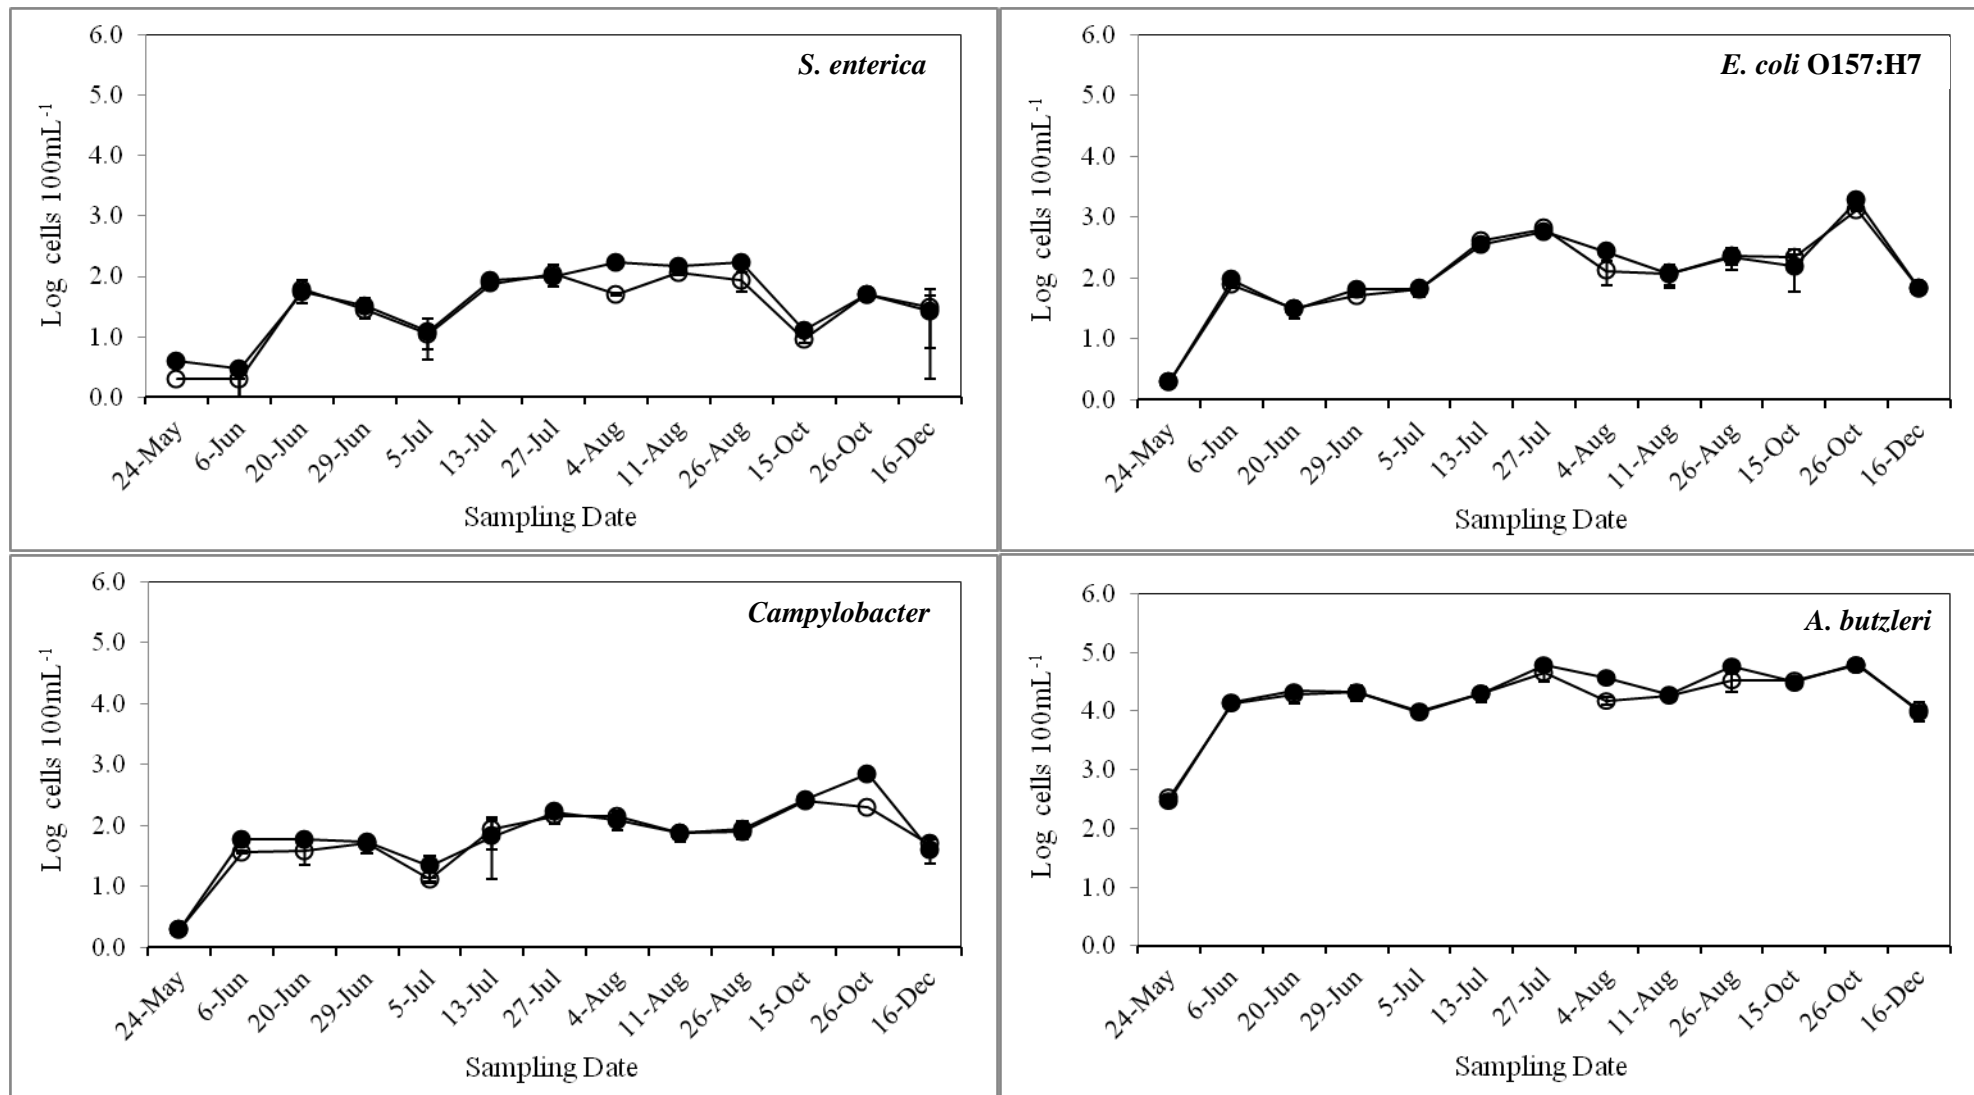 S. enterica
Log cells 100mL-1
6.0
5.0
4.0
3.0
2.0
1.0
0.0
24-May
6-Jun
20-Jun
29-Jun
5-Jul
13-Jul
27-Jul
4-Aug
11-Aug
26-Aug
15-Oct
26-Oct
16-Dec
Sampling Date
E. coli O157:H7
Log cells 100mL-1
6.0
5.0
4.0
3.0
2.0
1.0
0.0
24-May
6-Jun
20-Jun
29-Jun
5-Jul
13-Jul
27-Jul
4-Aug
11-Aug
26-Aug
15-Oct
26-Oct
16-Dec
Sampling Date
Campylobacter
Log cells 100mL-1
6.0
5.0
4.0
3.0
2.0
1.0
0.0
24-May
6-Jun
20-Jun
29-Jun
5-Jul
13-Jul
27-Jul
4-Aug
11-Aug
26-Aug
15-Oct
26-Oct
16-Dec
Sampling Date
A. butzleri
Log cells 100mL-1
6.0
5.0
4.0
3.0
2.0
1.0
0.0
24-May
6-Jun
20-Jun
29-Jun
5-Jul
13-Jul
27-Jul
4-Aug
11-Aug
26-Aug
15-Oct
26-Oct
16-Dec
Sampling Date